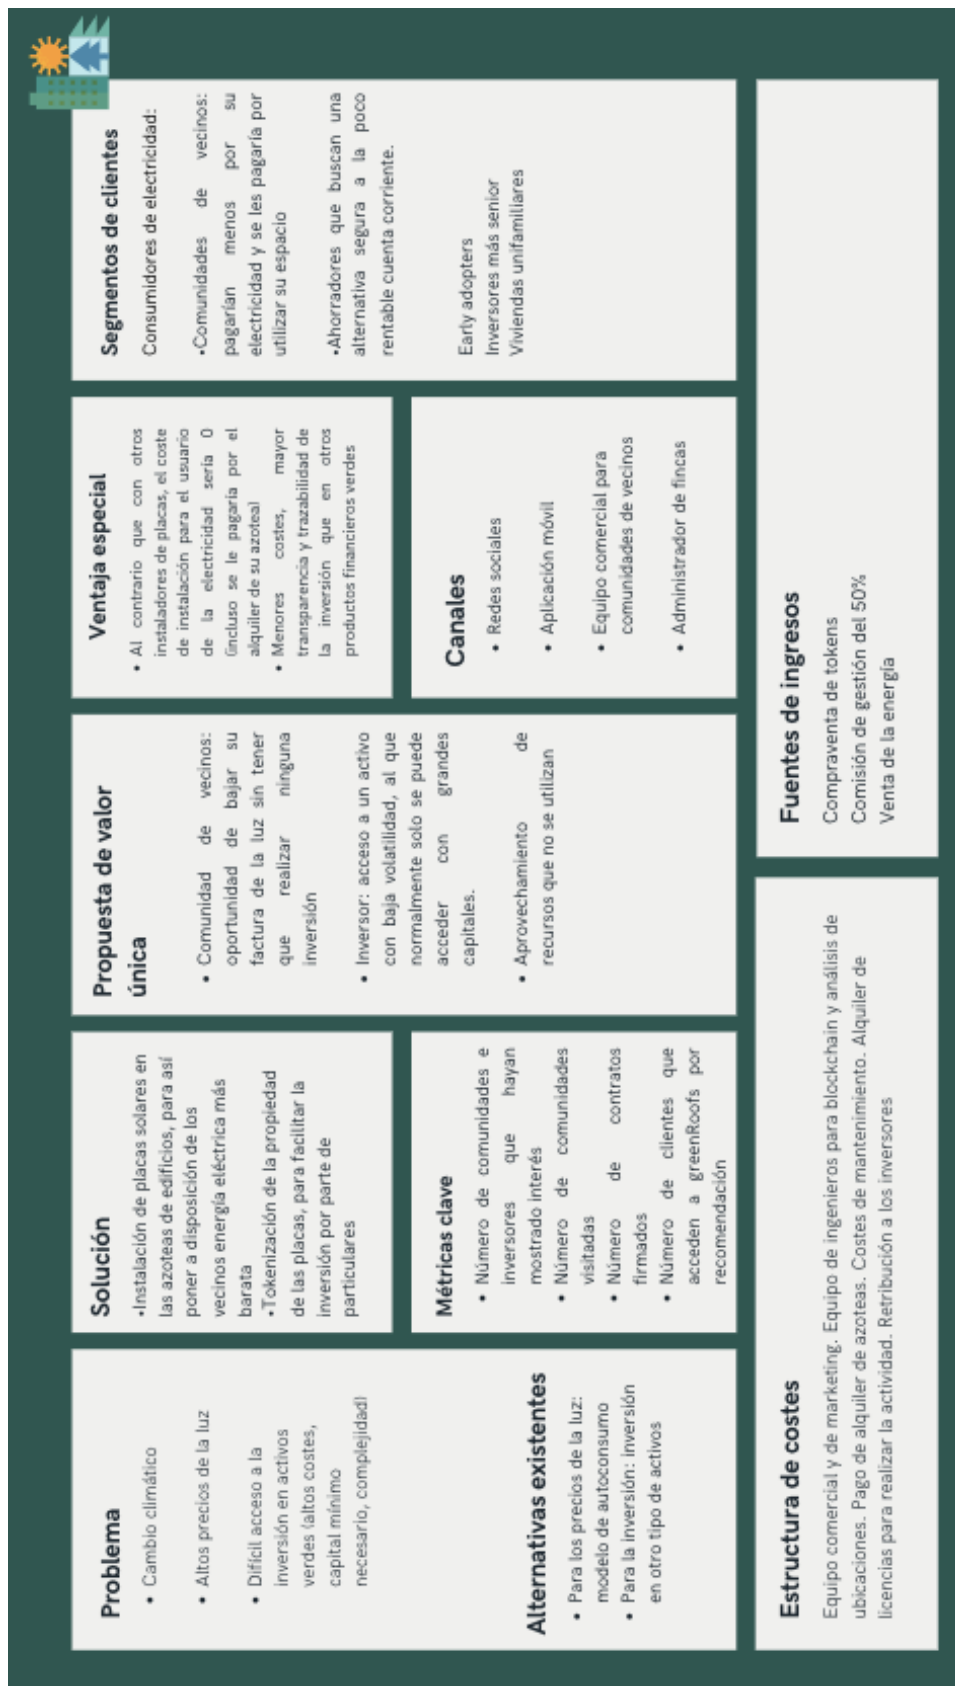 Problema
• Cambio climático
• Altos precios de la luz
• Difícil acceso a la
inversión en activos
verdes (altos costes,
capital mínimo
necesario, complejidad)
Alternativas existentes
• Para los precios de la luz:
modelo de autoconsumo
• Para la inversión: inversión
en otro tipo de activos
Solución
•Instalación de placas solares en
las azoteas de edificios, para así
poner a disposición de los
vecinos energía eléctrica más
barata
•Tokenización de la propiedad
de las placas, para facilitar la
inversión por parte de
particulares
Métricas clave
• Número de comunidades e
inversores que hayan
mostrado interés
• Número de comunidades
visitadas
• Número de contratos
firmados
• Número de clientes que
acceden a greenRoofs por
recomendación
Propuesta de valor
única
• Comunidad de vecinos:
oportunidad de bajar su
factura de la luz sin tener
que realizar ninguna
inversión
• Inversor: acceso a un activo
con baja volatilidad, al que
normalmente solo se puede
acceder con grandes
capitales.
• Aprovechamiento de
recursos que no se utilizan
Ventaja especial
• Al contrario que con otros
instaladores de placas, el coste
de instalación para el usuario
de la electricidad sería 0
(incluso se le pagaría por el
alquiler de su azotea)
• Menores costes, mayor
transparencia y trazabilidad de
la inversión que en otros
productos financieros verdes
Canales
• Redes sociales
• Aplicación móvil
• Equipo comercial para
comunidades de vecinos
• Administrador de fincas
Segmentos de clientes
Consumidores de electricidad:
•Comunidades de vecinos:
pagarían menos por su
electricidad y se les pagaría por
utilizar su espacio
•Ahorradores que buscan una
alternativa segura a la poco
rentable cuenta corriente.
Early adopters
Inversores más senior
Viviendas unifamiliares
Estructura de costes
Equipo comercial y de marketing. Equipo de ingenieros para blockchain y análisis de
ubicaciones. Pago de alquiler de azoteas. Costes de mantenimiento. Alquiler de
licencias para realizar la actividad. Retribución a los inversores
Fuentes de ingresos
Compraventa de tokens
Comisión de gestión del 50%
Venta de la energía